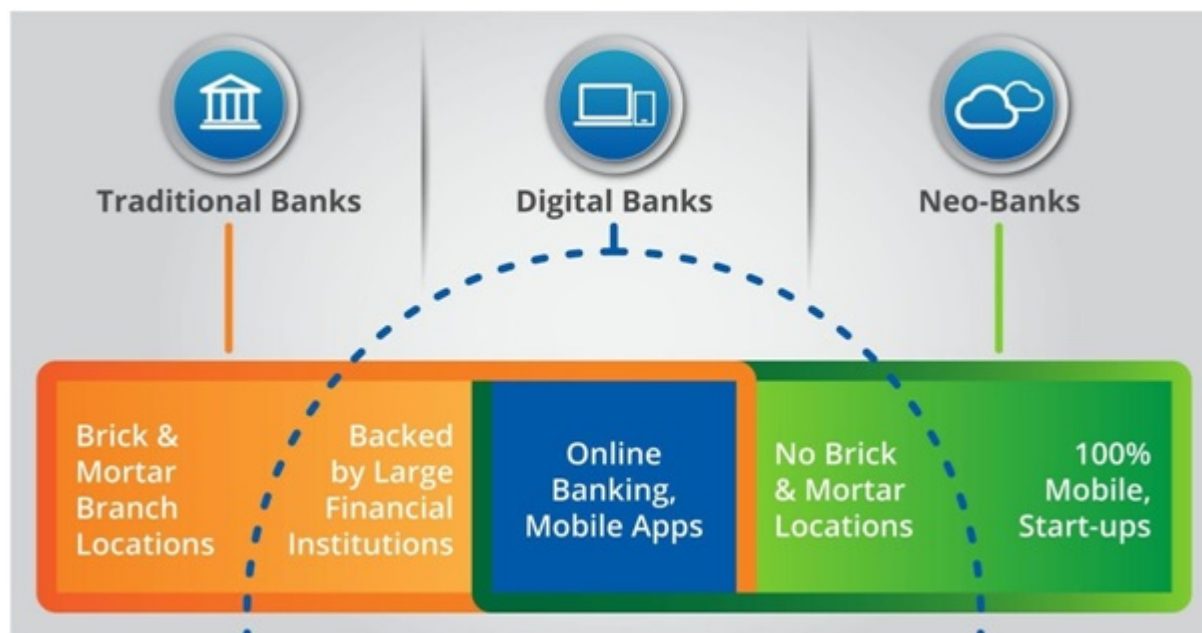 Traditional Banks
Digital Banks
Neo-Banks
Brick &
Mortar
Branch
Locations
Backed
by Large
Financial
Institutions
Online
Banking,
Mobile Apps
No Brick
& Mortar
Locations
100%
Mobile,
Start-ups